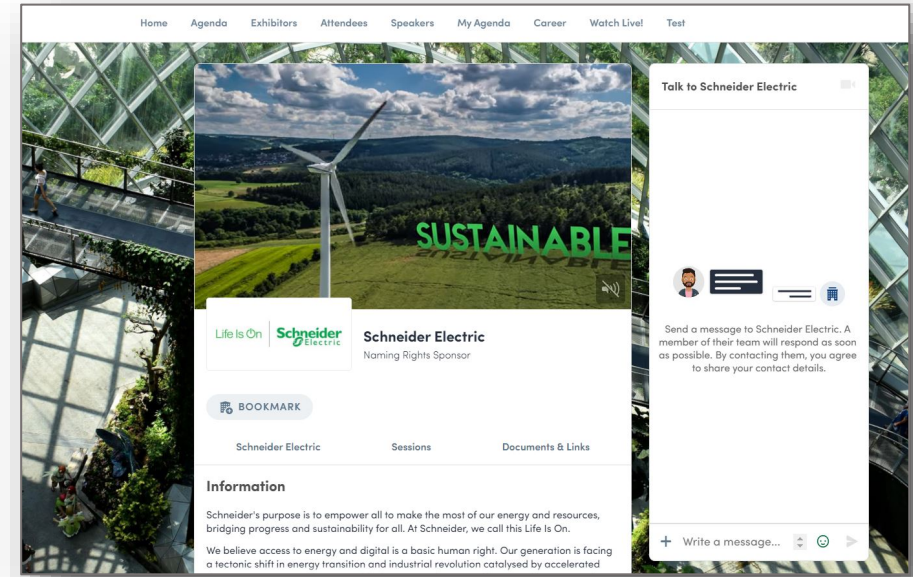 Home Agenda Exhibitors Attendees Speakers My Agenda Career Watch Live! Test
SUSTAINABLE
Life Is On Schneider Electric
Schneider Electric
Naming Rights Sponsor
BOOKMARK
Schneider Electric Sessions Documents & Links
Information
Schneider's purpose is to empower all to make the most of our energy and resources,
bridging progress and sustainability for all. At Schneider, we call this Life Is On.
We believe access to energy and digital is a basic human right. Our generation is facing
a tectonic shift in energy transition and industrial revolution catalysed by accelerated
Talk to Schneider Electric
Send a message to Schneider Electric. A
member of their team will respond as soon
as possible. By contacting them, you agree
to share your contact details.
Write a message...